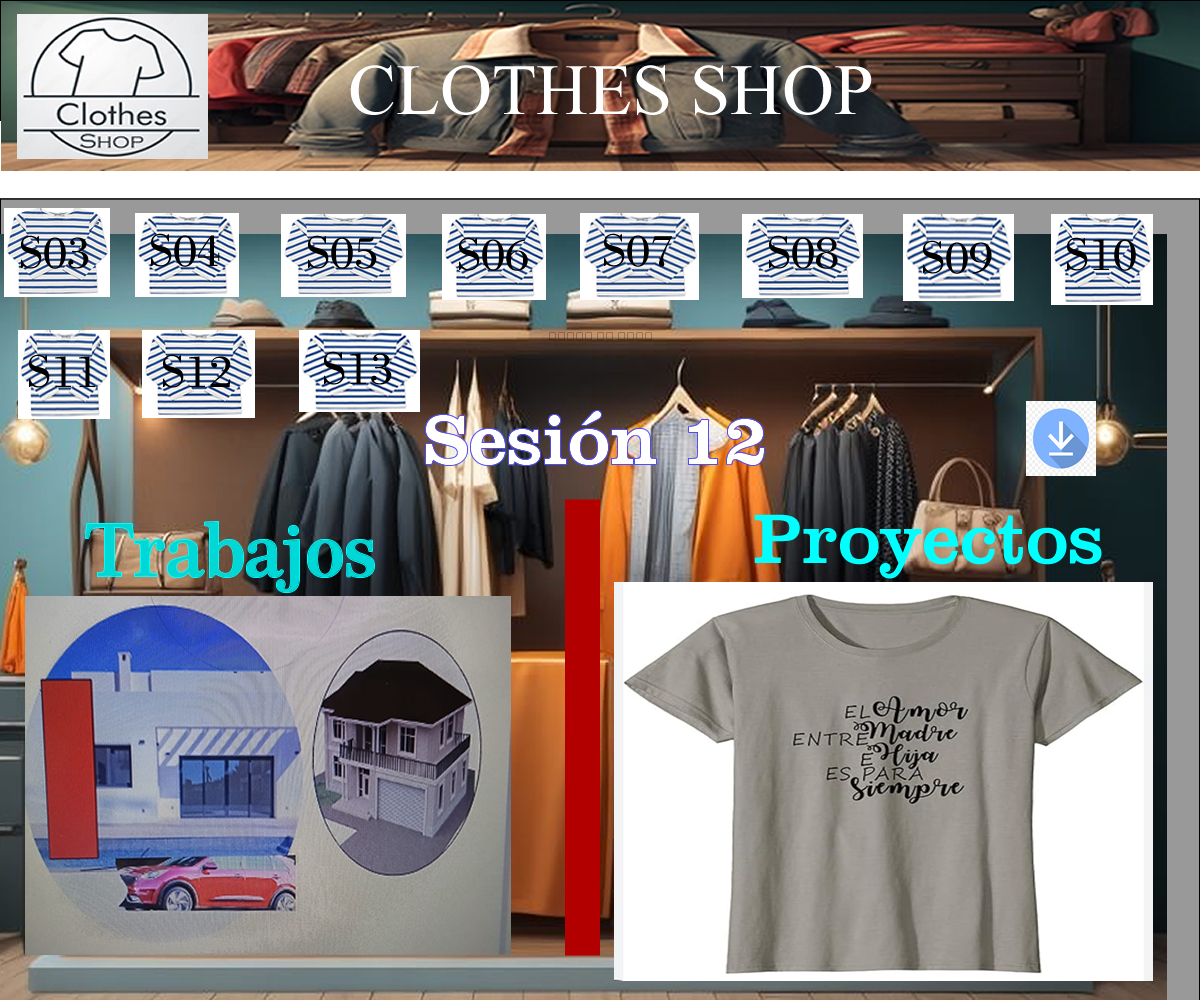 Clothes
SHOP
CLOTHES SHOP
S03
S04
S05
S06
S07
S08
S09
S10
S11
S12
S13
Sesión 12
Trabajos
Proyectos
EL Amor
ENTRE Madre
E Hija
ES PARA
Siempre